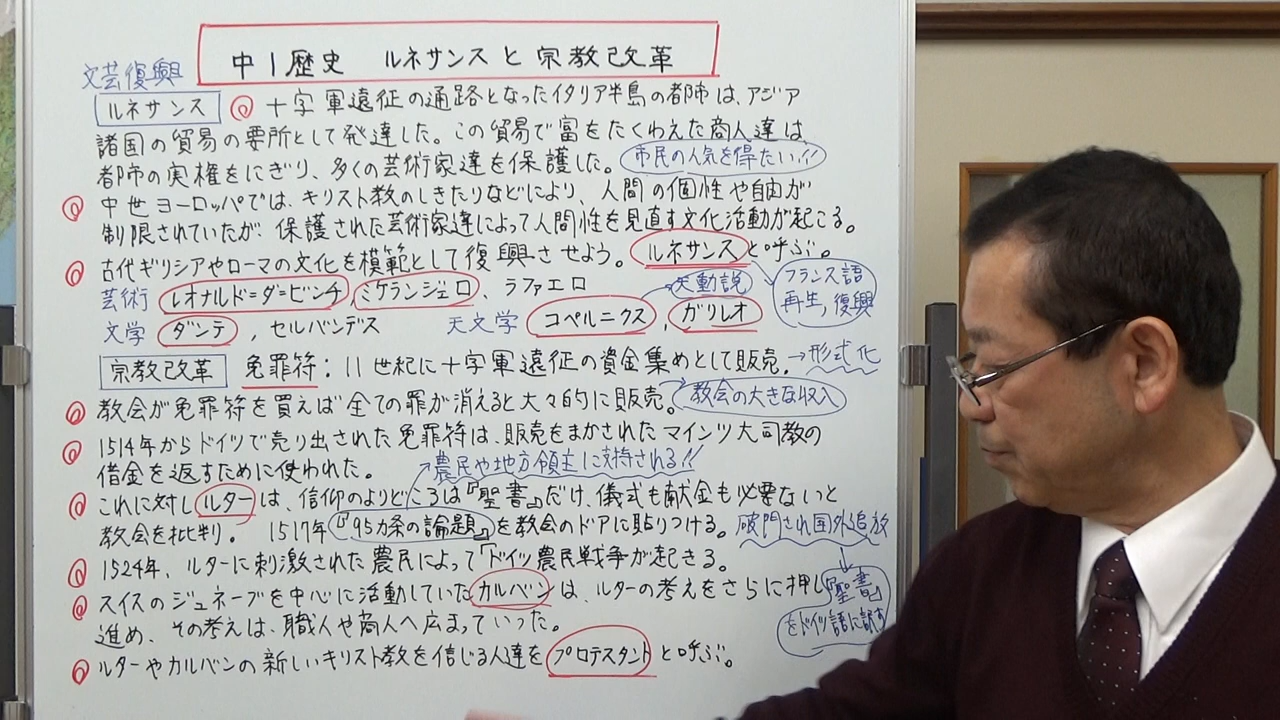 中1歴史 ルネサンスと宗教改革
文芸復興
ルネサンス 十字軍遠征の通路となったイタリア半島の都市は、アジア
諸国の貿易の要所として発達した。この貿易で富をたくわえた商人達は
都市の実権をにぎり、多くの芸術家達を保護した。 市民の人気を得たい!!
中世ヨーロッパでは、キリスト教のしきたりなどにより、人間の個性や自由が
制限されていたが、保護された芸術家達によって人間性を見直す文化活動が起こる。
古代ギリシアやローマの文化を模範として復興させよう。ルネサンスと呼ぶ。
フランス語
再生,復興
芸術 レオナルド=ダ=ビンチ、ミケランジェロ、ラファエロ
地動説
文学 ダンテ,セルバンデス 天文学 コペルニクス,ガリレオ
宗教改革 免罪符:11世紀に十字軍遠征の資金集めとして販売。→形式化
教会が免罪符を買えば全ての罪が消えると大々的に販売。 教会の大きな収入
1514年からドイツで売り出された免罪符は、販売をまかされたマインツ大司教の
借金を返すために使われた。 農民や地方領主に支持される!!
これに対しルターは、信仰のよりどころは『聖書』だけ、儀式も献金も必要ないと
教会を批判。 1517年『95カ条の論題』を教会のドアに貼りつける。 破門され国外追放
1524年、ルターに刺激された農民によって「ドイツ農民戦争が起きる。
スイスのジュネーブを中心に活動していたカルバンは、ルターの考えをさらに押し
『聖書』
をドイツ語に訳す
進め、その考えは、職人や商人へ広まっていった。
ルターやカルバンの新しいキリスト教を信じる人達をプロテスタントと呼ぶ。